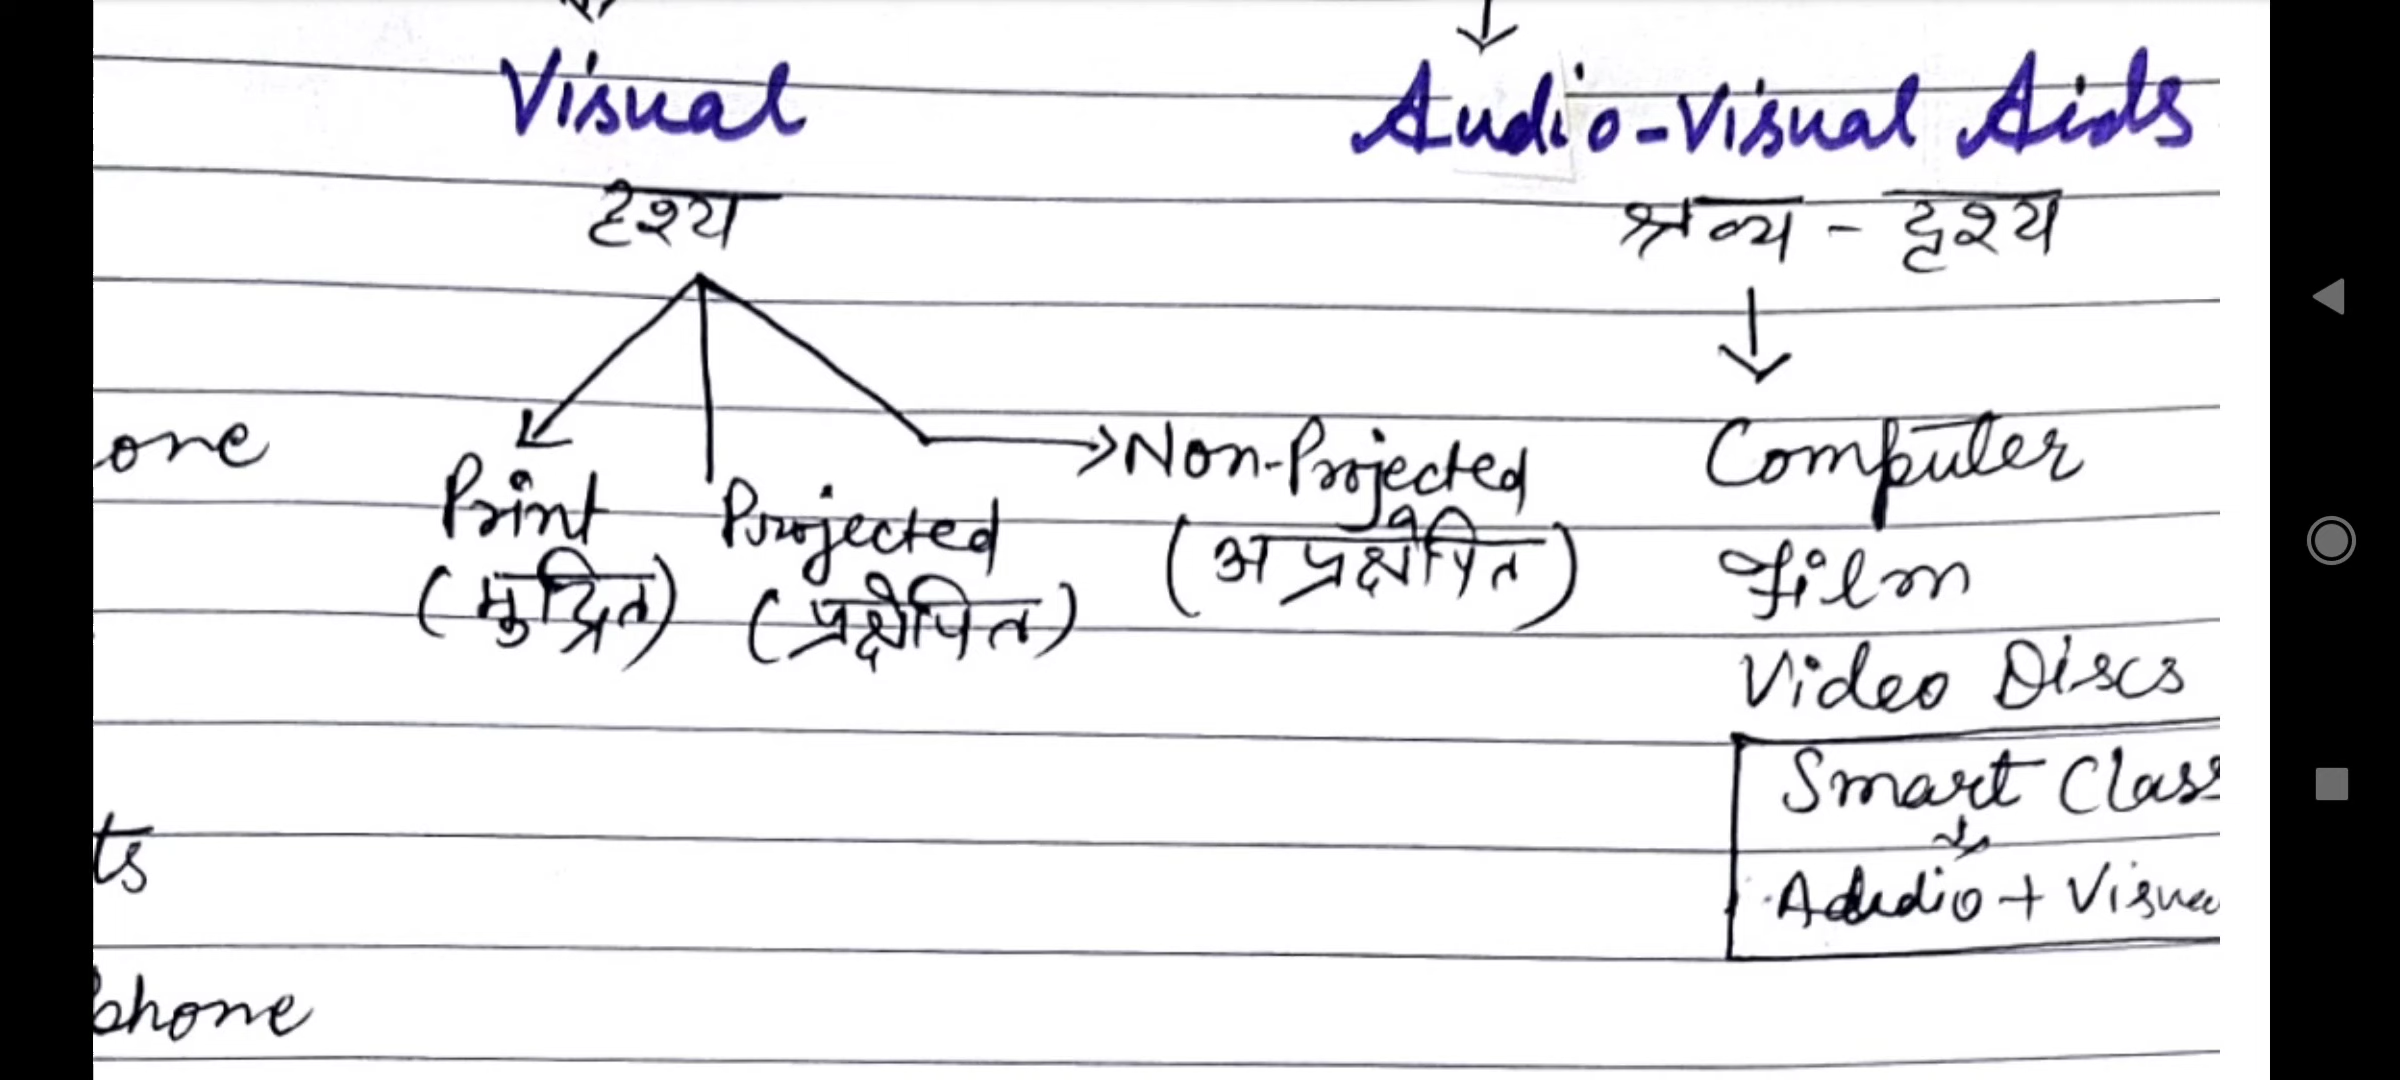 Visual
Audio-Visual Aids
दृश्य
श्रव्य - दृश्य
one
Print
Projected
Non-Projected
Computer
(मुद्रित)
(प्रक्षेपित)
(अप्रक्षेपित)
Film
Video Discs
Smart Class
ts
Audio + Visua
phone